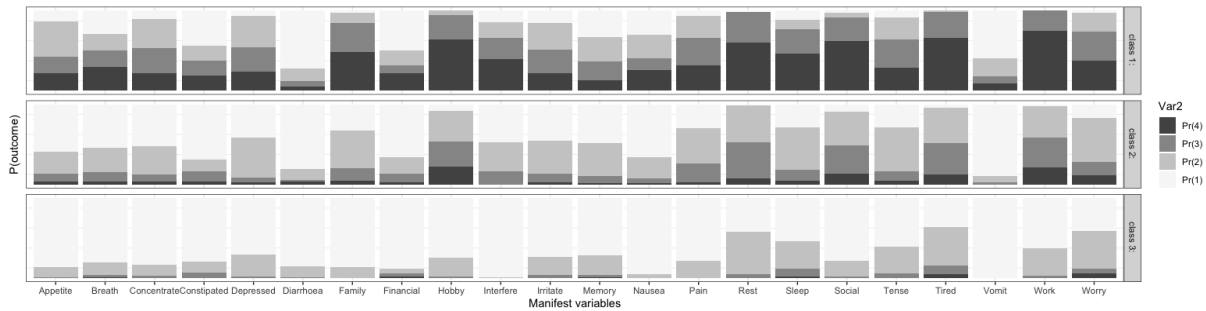 P(outcome)
class 1:
class 2:
class 3:
Appetite Breath Concentrate Constipated Depressed Diarrhoea Family Financial Hobby Interfere Irritate Memory Nausea Pain Rest Sleep Social Tense Tired Vomit Work Worry
Manifest variables
Var2
Pr(4)
Pr(3)
Pr(2)
Pr(1)